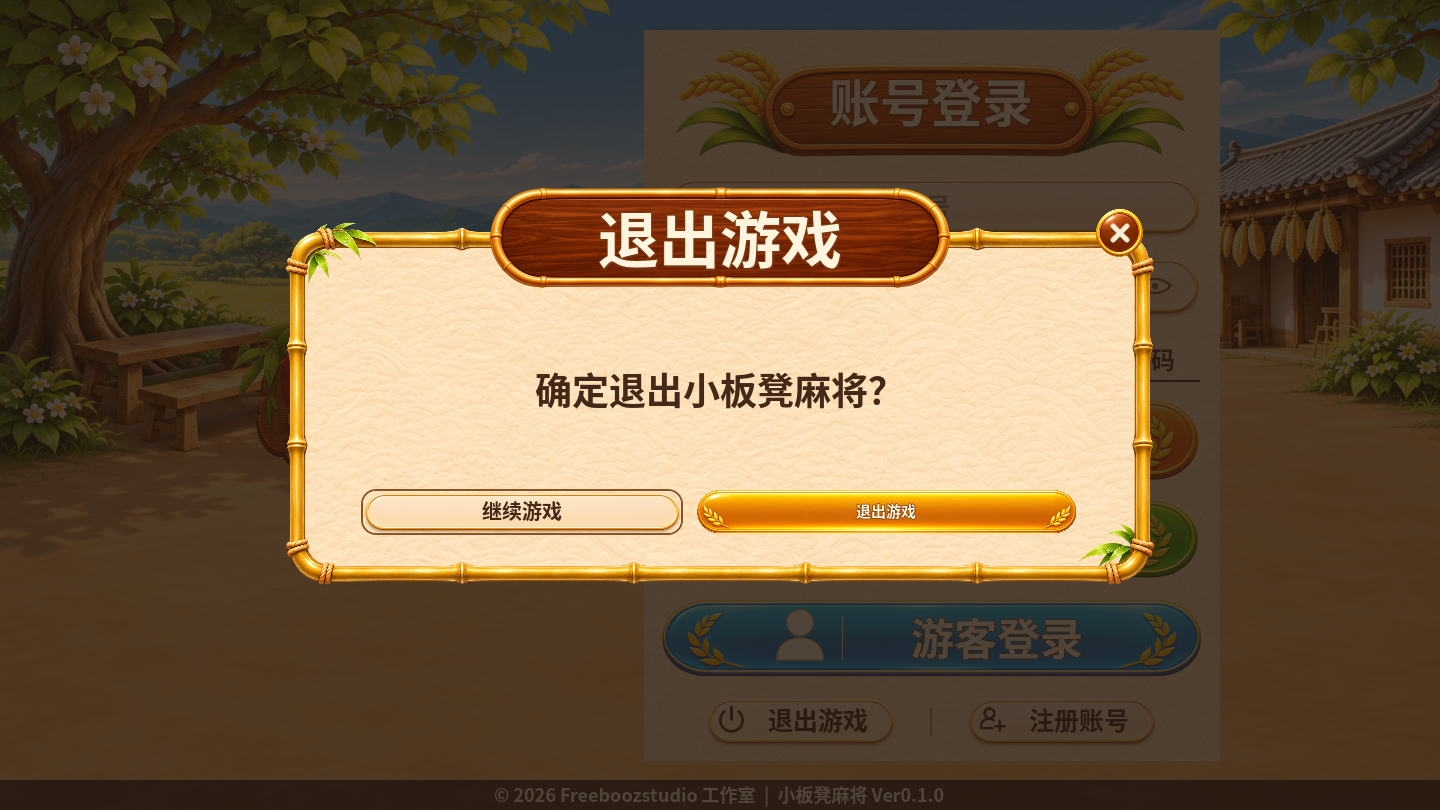 账号登录
退出游戏
确定退出小板凳麻将？
继续游戏
退出游戏
码
游客登录
退出游戏
注册账号
© 2026 Freeboozstudio 工作室 | 小板凳麻将 Ver0.1.0